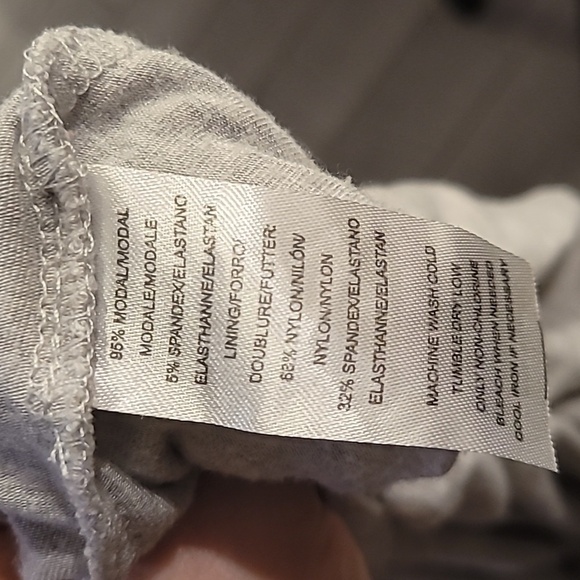 95% MODAL/MODAL
MODALE/MODALE
5% SPANDEX/ELASTANO
ELASTHANNE/ELASTAN
LINING/FORRO/
DOUBLURE/FUTTER:
68% NYLON/NILÓN/
NYLON/NYLON
32% SPANDEX/ELASTANO
ELASTHANNE/ELASTAN
MACHINE WASH COLD
TUMBLE DRY LOW
ONLY NON-CHLORINE
BLEACH WHEN NEEDED
COOL IRON IF NECESSARY